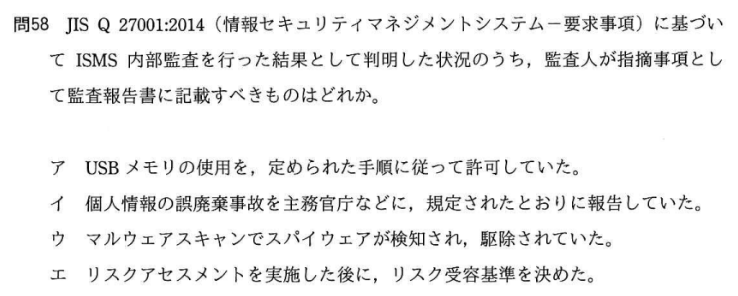 問58 JIS Q 27001:2014(情報セキュリティマネジメントシステム-要求事項)に基づい
て ISMS 内部監査を行った結果として判明した状況のうち,監査人が指摘事項とし
て監査報告書に記載すべきものはどれか。
ア USB メモリの使用を,定められた手順に従って許可していた。
イ 個人情報の誤廃棄事故を主務官庁などに,規定されたとおりに報告していた。
ウ マルウェアスキャンでスパイウェアが検知され,駆除されていた。
エ リスクアセスメントを実施した後に,リスク受容基準を決めた。